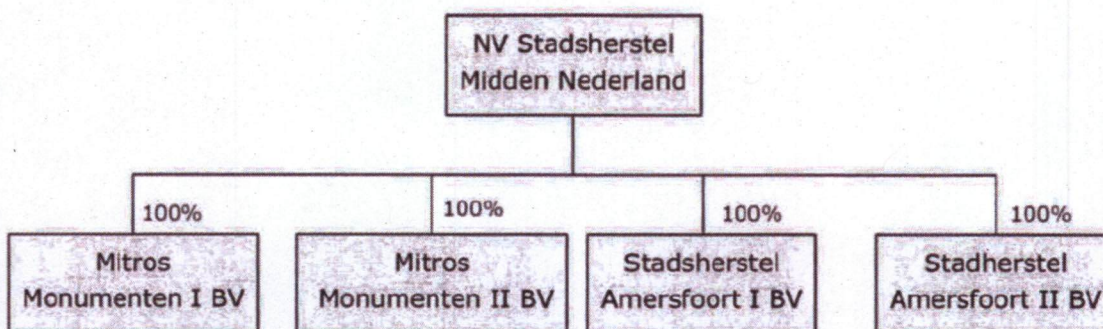 NV Stadsherstel
Midden Nederland
100%
100%
100%
100%
Mitros
Monumenten I BV
Mitros
Monumenten II BV
Stadsherstel
Amersfoort I BV
Stadherstel
Amersfoort II BV